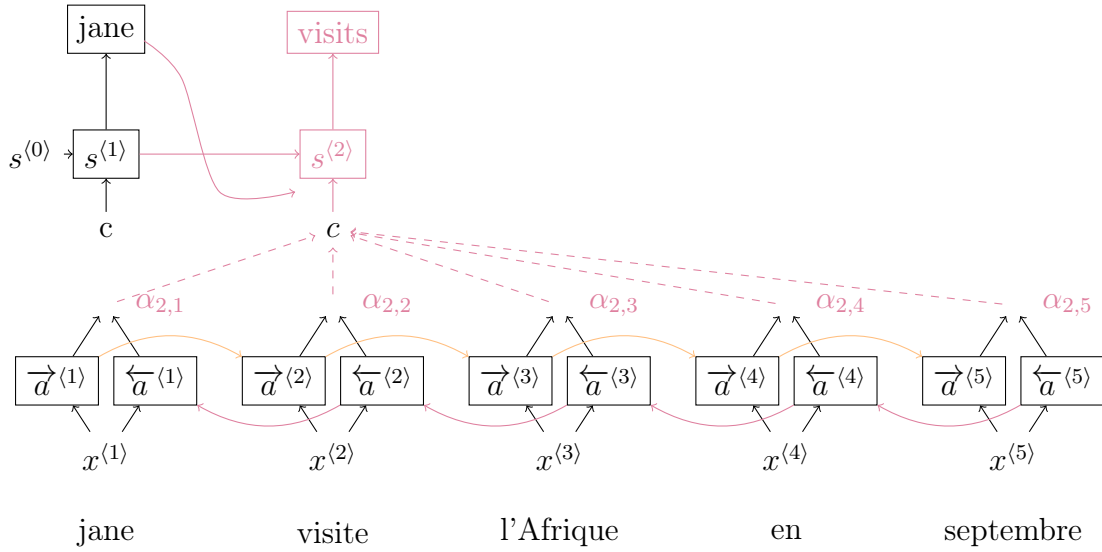 jane visits
s⟨0⟩ s⟨1⟩ s⟨2⟩
c c
α2,1 α2,2 α2,3 α2,4 α2,5
→a⟨1⟩ ←a⟨1⟩ →a⟨2⟩ ←a⟨2⟩ →a⟨3⟩ ←a⟨3⟩ →a⟨4⟩ ←a⟨4⟩ →a⟨5⟩ ←a⟨5⟩
x⟨1⟩ x⟨2⟩ x⟨3⟩ x⟨4⟩ x⟨5⟩
jane visite l'Afrique en septembre